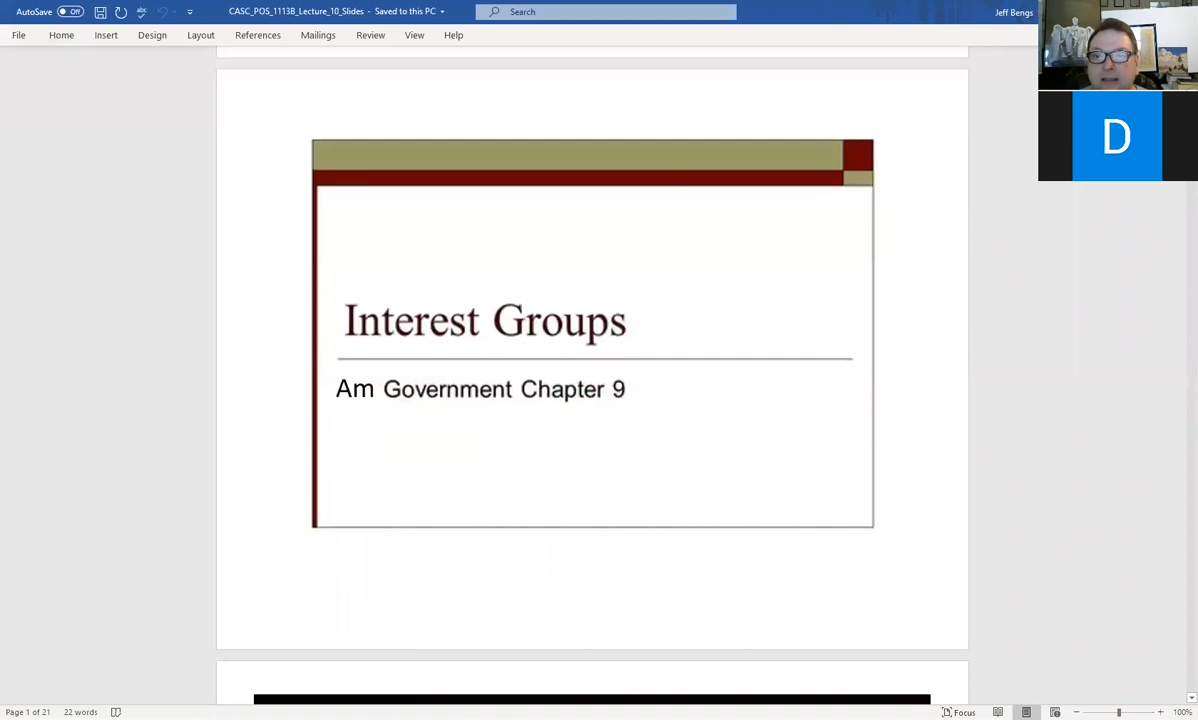 AutoSave Off CASC_POS_1113B_Lecture_10_Slides - Saved to this PC Search Jeff Bengs
File Home Insert Design Layout References Mailings Review View Help
D
Interest Groups
Am Government Chapter 9
Page 1 of 21 22 words Focus 100%